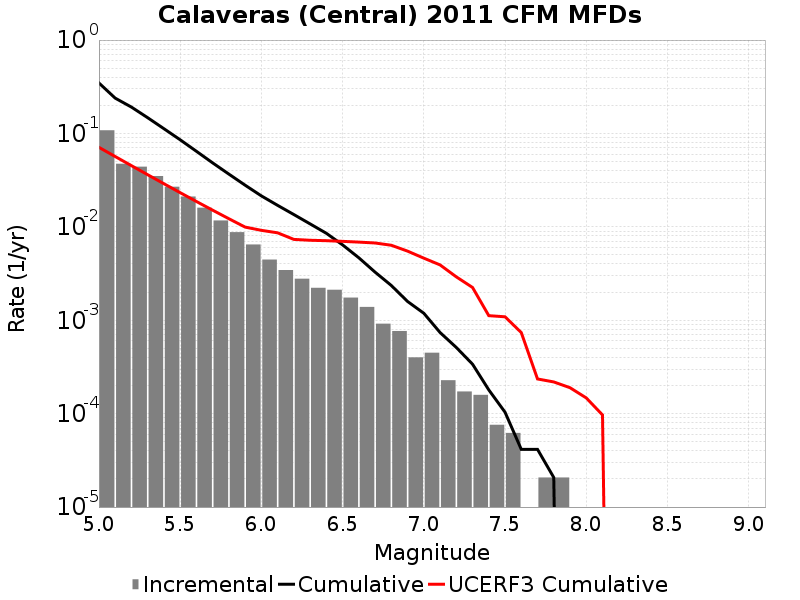 Calaveras (Central) 2011 CFM MFDs
10^0
10^-1
10^-2
10^-3
10^-4
10^-5
Rate (1/yr)
5.0 5.5 6.0 6.5 7.0 7.5 8.0 8.5 9.0
Magnitude
Incremental Cumulative UCERF3 Cumulative